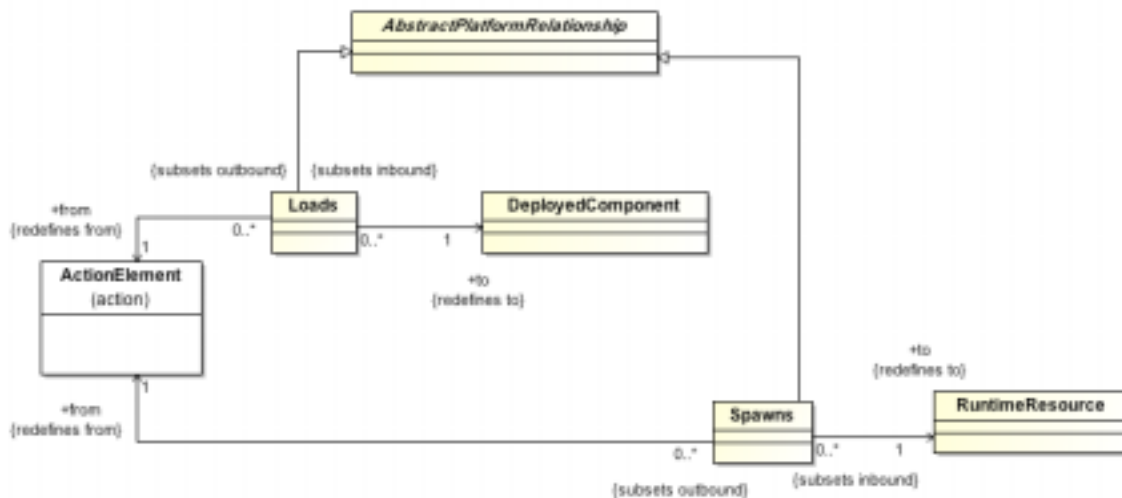 AbstractPlatformRelationship
{subsets outbound} {subsets inbound}
Loads
DeployedComponent
+from
{redefines from}
0..*
0..*
1
1
+to
{redefines to}
ActionElement
(action)
1
+from
{redefines from}
+to
{redefines to}
Spawns
RuntimeResource
0..*
0..*
1
{subsets inbound}
{subsets outbound}